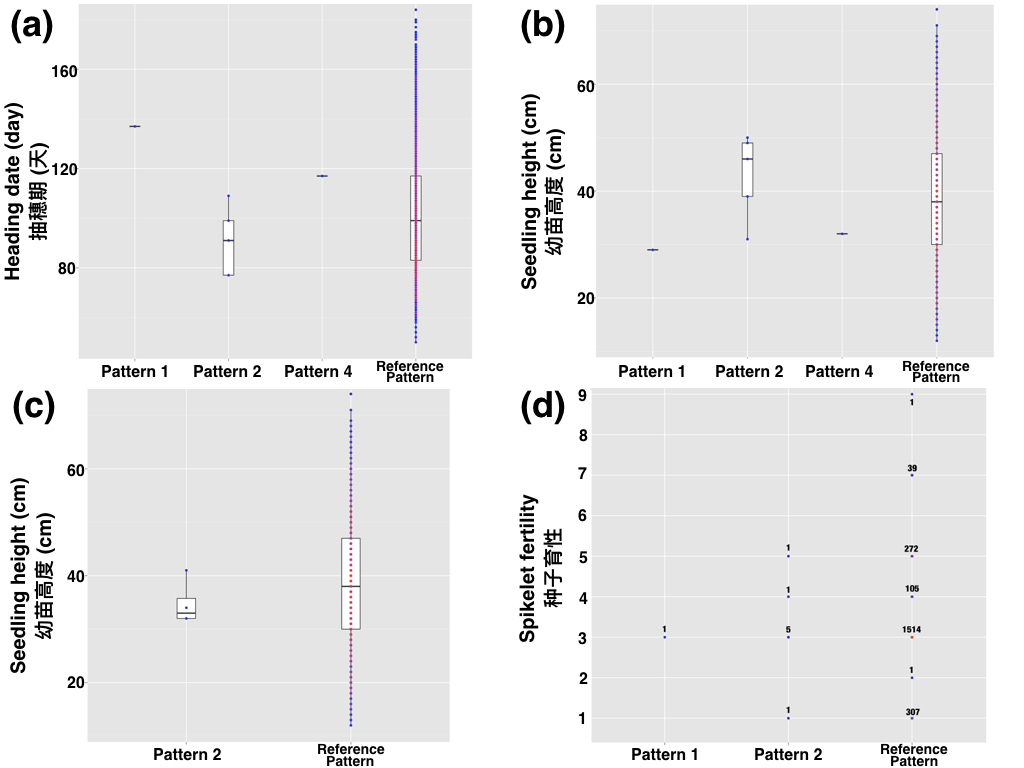 (a)
Heading date (day)
抽穗期 (天)
160
120
80
Pattern 1
Pattern 2
Pattern 4
Reference
Pattern
(b)
Seedling height (cm)
幼苗高度 (cm)
60
40
20
Pattern 1
Pattern 2
Pattern 4
Reference
Pattern
(c)
Seedling height (cm)
幼苗高度 (cm)
60
40
20
Pattern 2
Reference
Pattern
(d)
Spikelet fertility
种子育性
9
8
7
6
5
4
3
2
1
1
39
1
272
1
105
1
5
1514
1
1
307
Pattern 1
Pattern 2
Reference
Pattern